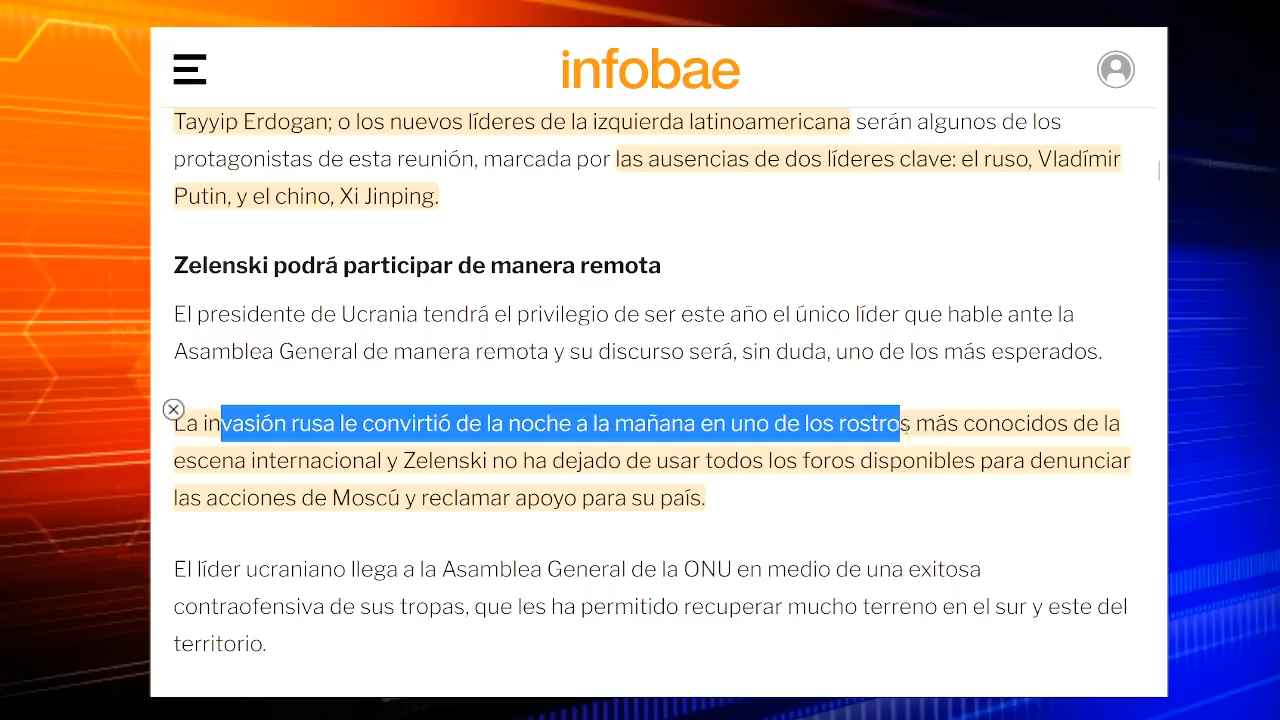 infobae
Tayyip Erdogan; o los nuevos líderes de la izquierda latinoamericana serán algunos de los
protagonistas de esta reunión, marcada por las ausencias de dos líderes clave: el ruso, Vladímir
Putin, y el chino, Xi Jinping.
Zelenski podrá participar de manera remota
El presidente de Ucrania tendrá el privilegio de ser este año el único líder que hable ante la
Asamblea General de manera remota y su discurso será, sin duda, uno de los más esperados.
La invasión rusa le convirtió de la noche a la mañana en uno de los rostros más conocidos de la
escena internacional y Zelenski no ha dejado de usar todos los foros disponibles para denunciar
las acciones de Moscú y reclamar apoyo para su país.
El líder ucraniano llega a la Asamblea General de la ONU en medio de una exitosa
contraofensiva de sus tropas, que les ha permitido recuperar mucho terreno en el sur y este del
territorio.